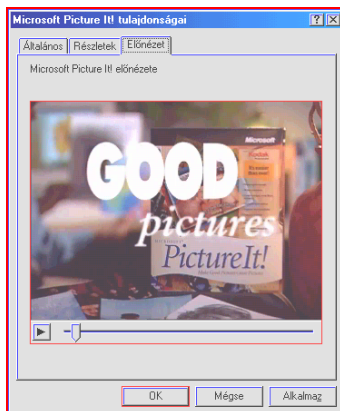 Microsoft Picture It! tulajdonságai
Általános Részletek Előnézet
Microsoft Picture It! előnézete
Microsoft
GOOD
pictures
PictureIt!
OK Mégse Alkalmaz